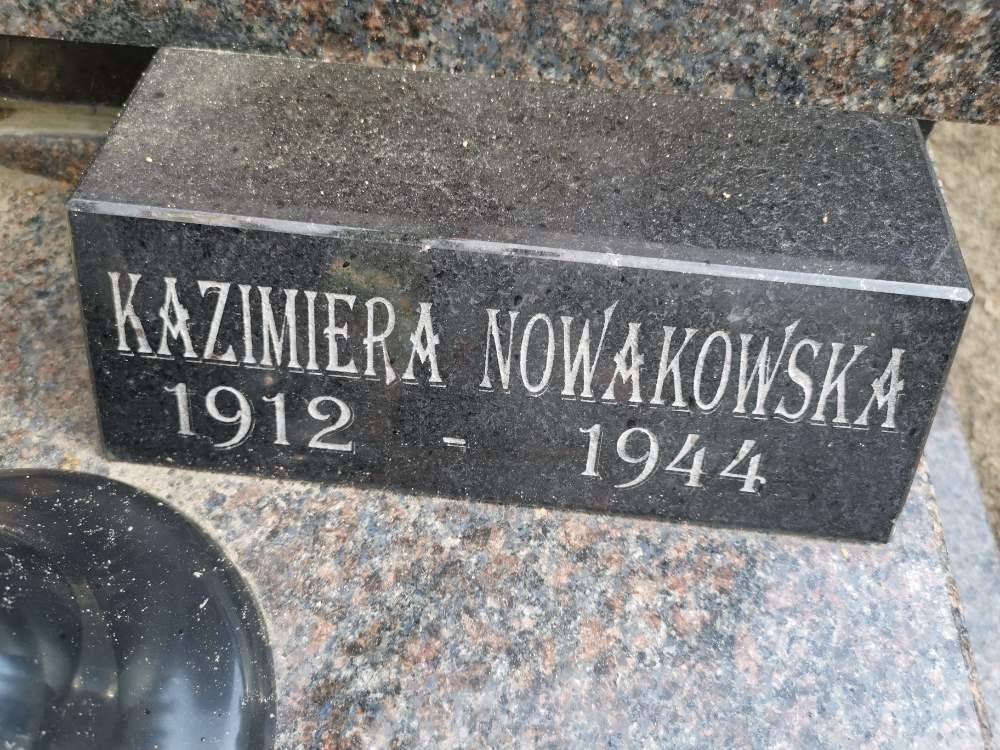 KAZIMIERA NOWAKOWSKA
1912 - 1944